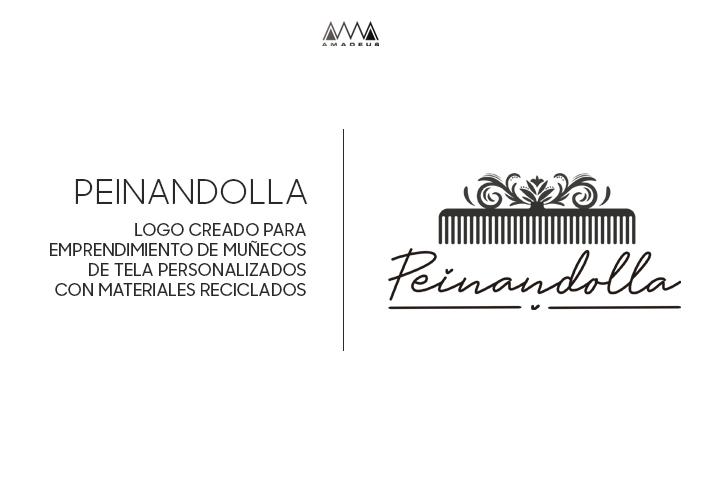 AMADEUS
PEINANDOLLA
LOGO CREADO PARA
EMPRENDIMIENTO DE MUÑECOS
DE TELA PERSONALIZADOS
CON MATERIALES RECICLADOS
Peinandolla